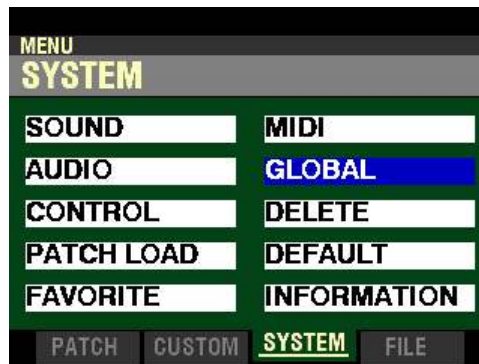 MENU
SYSTEM
SOUND
MIDI
AUDIO
GLOBAL
CONTROL
DELETE
PATCH LOAD
DEFAULT
FAVORITE
INFORMATION
PATCH CUSTOM SYSTEM FILE